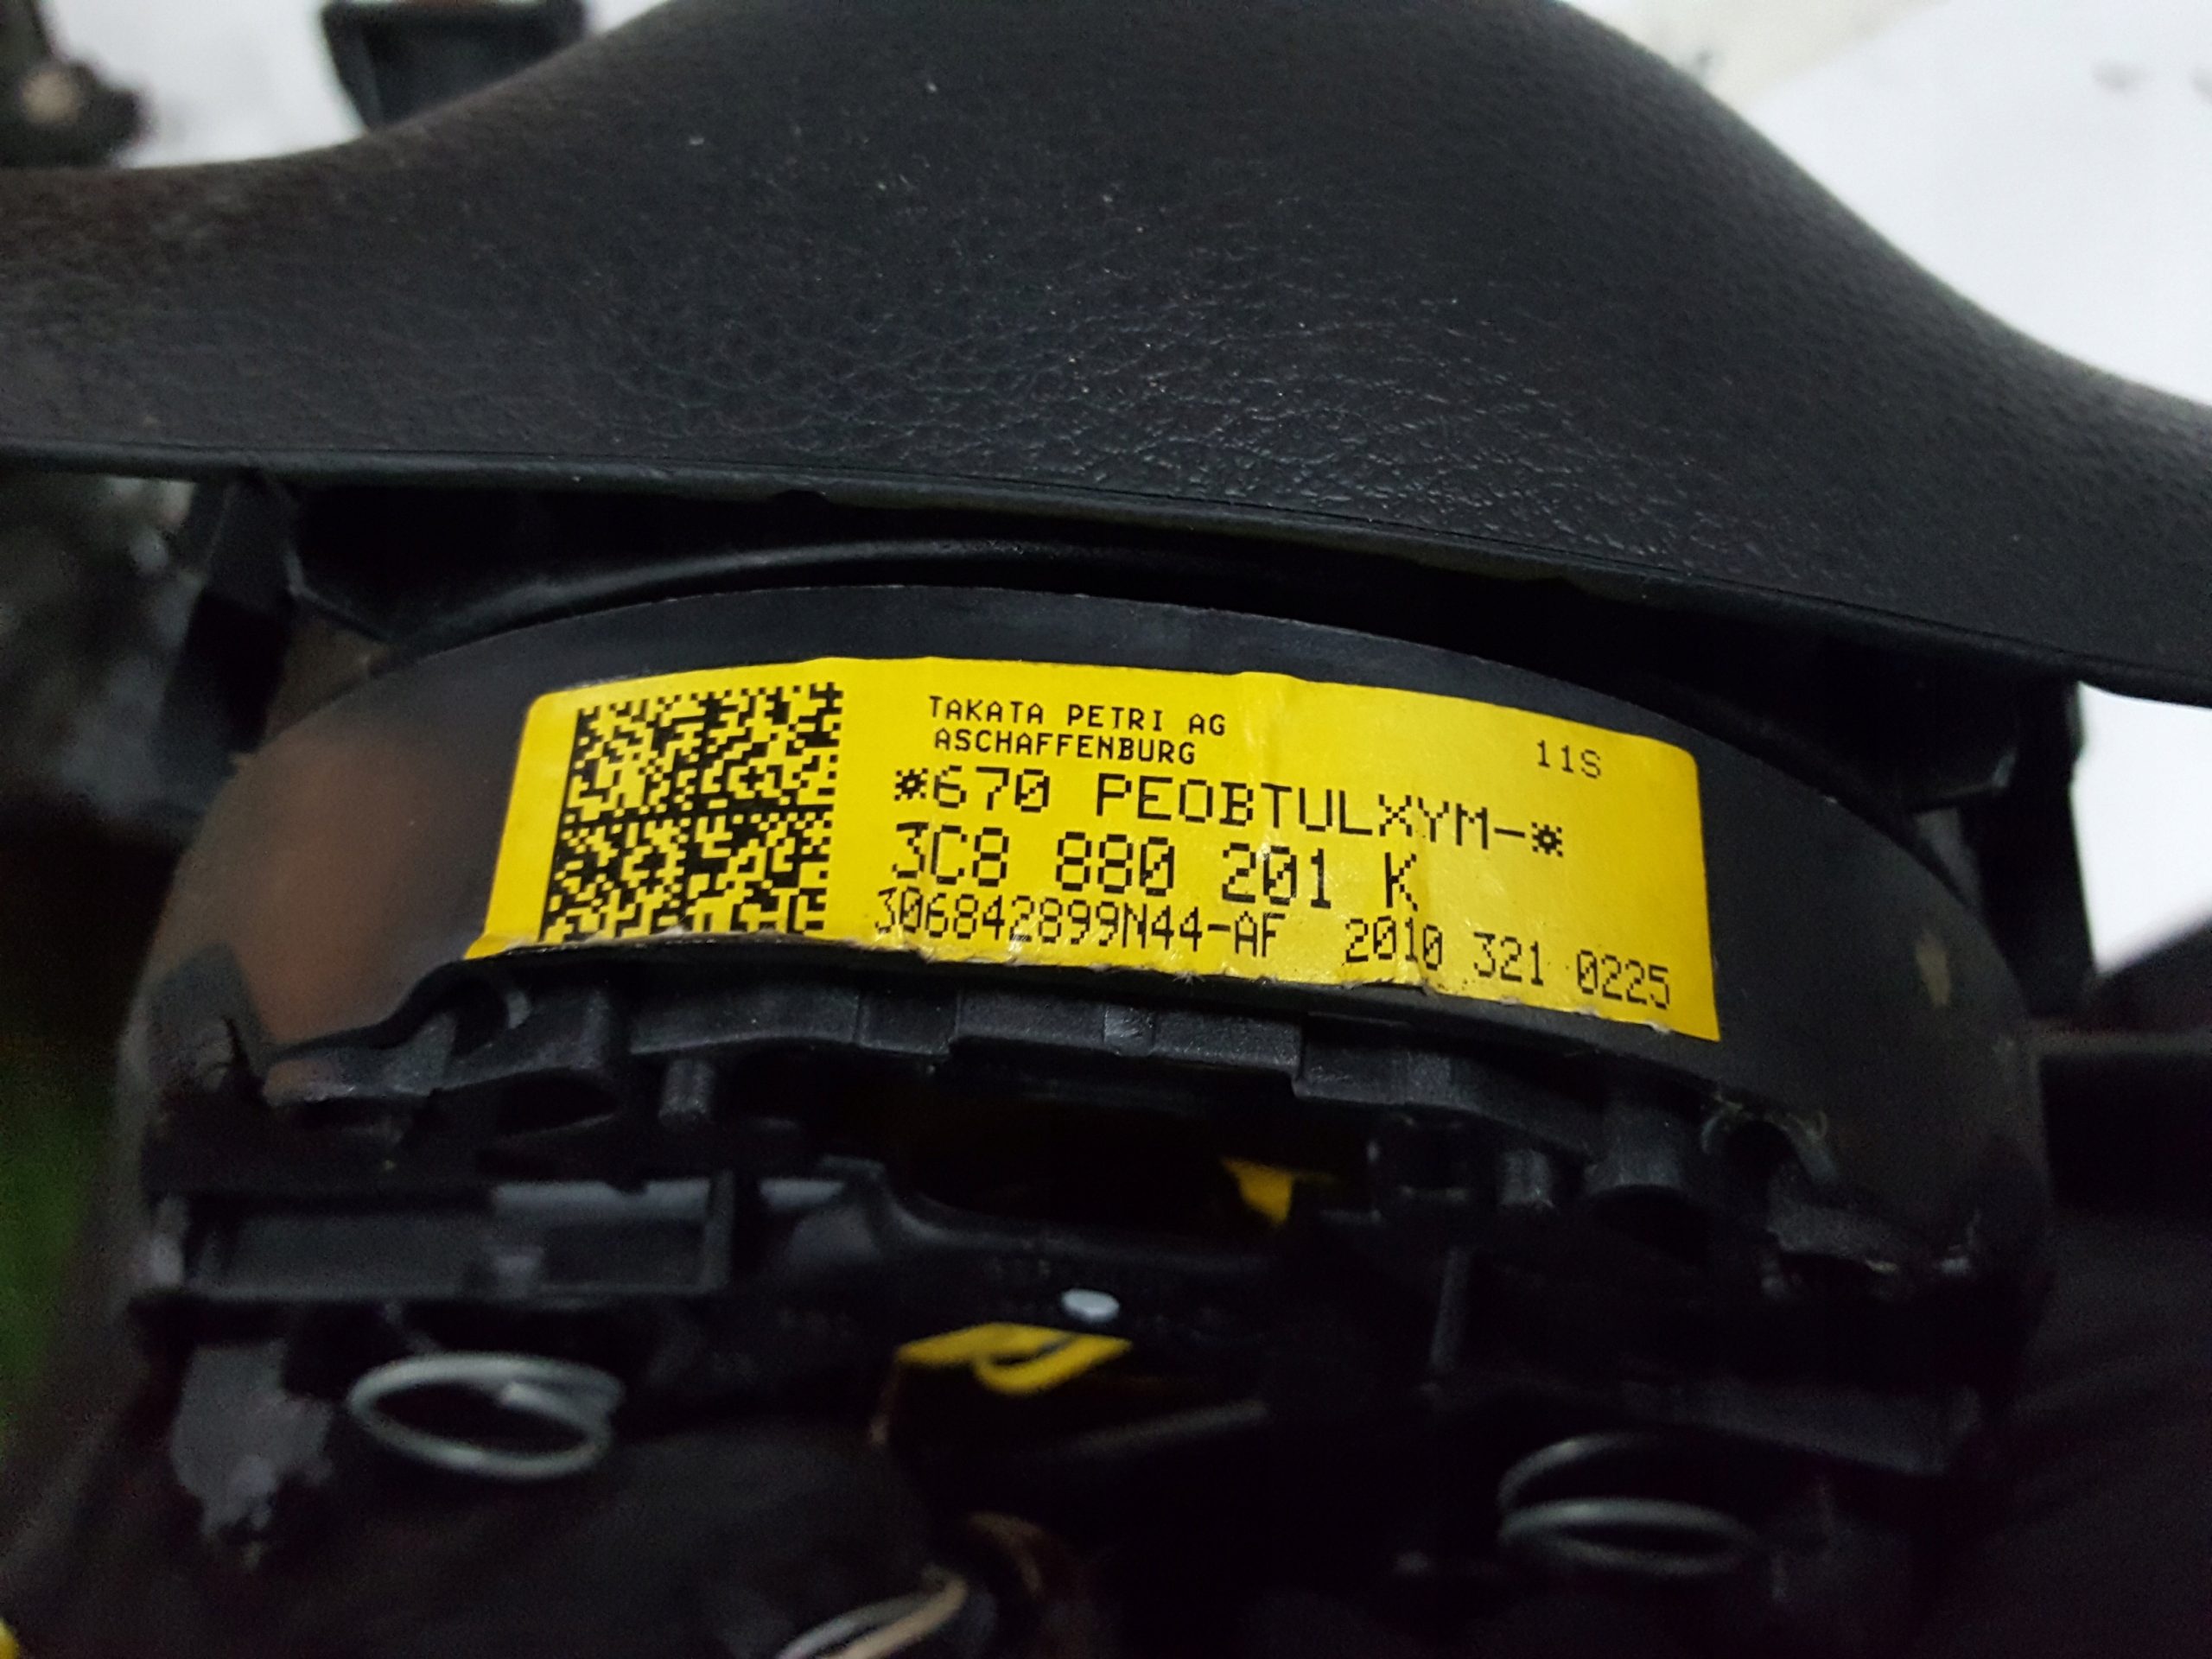 TAKATA PETRI AG
ASCHAFFENBURG
11S
*670 PEOBTULXYM-*
3C8 880 201 K
306842899N44-AF 2010 321 0225